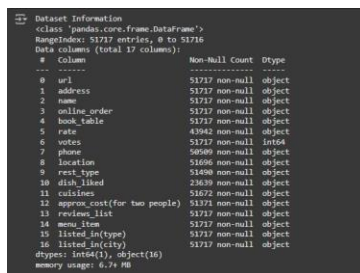 Dataset Information
<class 'pandas.core.frame.DataFrame'>
RangeIndex: 51717 entries, 0 to 51716
Data columns (total 17 columns):
# Column Non-Null Count Dtype
--- ------ -------------- -----
0 url 51717 non-null object
1 address 51717 non-null object
2 name 51717 non-null object
3 online_order 51717 non-null object
4 book_table 51717 non-null object
5 rate 43942 non-null object
6 votes 51717 non-null int64
7 phone 50509 non-null object
8 location 51696 non-null object
9 rest_type 51490 non-null object
10 dish_liked 23639 non-null object
11 cuisines 51672 non-null object
12 approx_cost(for two people) 51371 non-null object
13 reviews_list 51717 non-null object
14 menu_item 51717 non-null object
15 listed_in(type) 51717 non-null object
16 listed_in(city) 51717 non-null object
dtypes: int64(1), object(16)
memory usage: 6.7+ MB